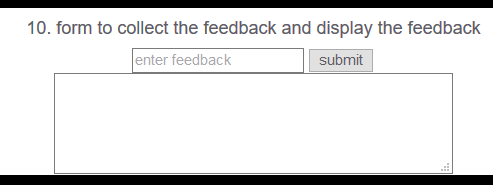 10. form to collect the feedback and display the feedback
enter feedback submit